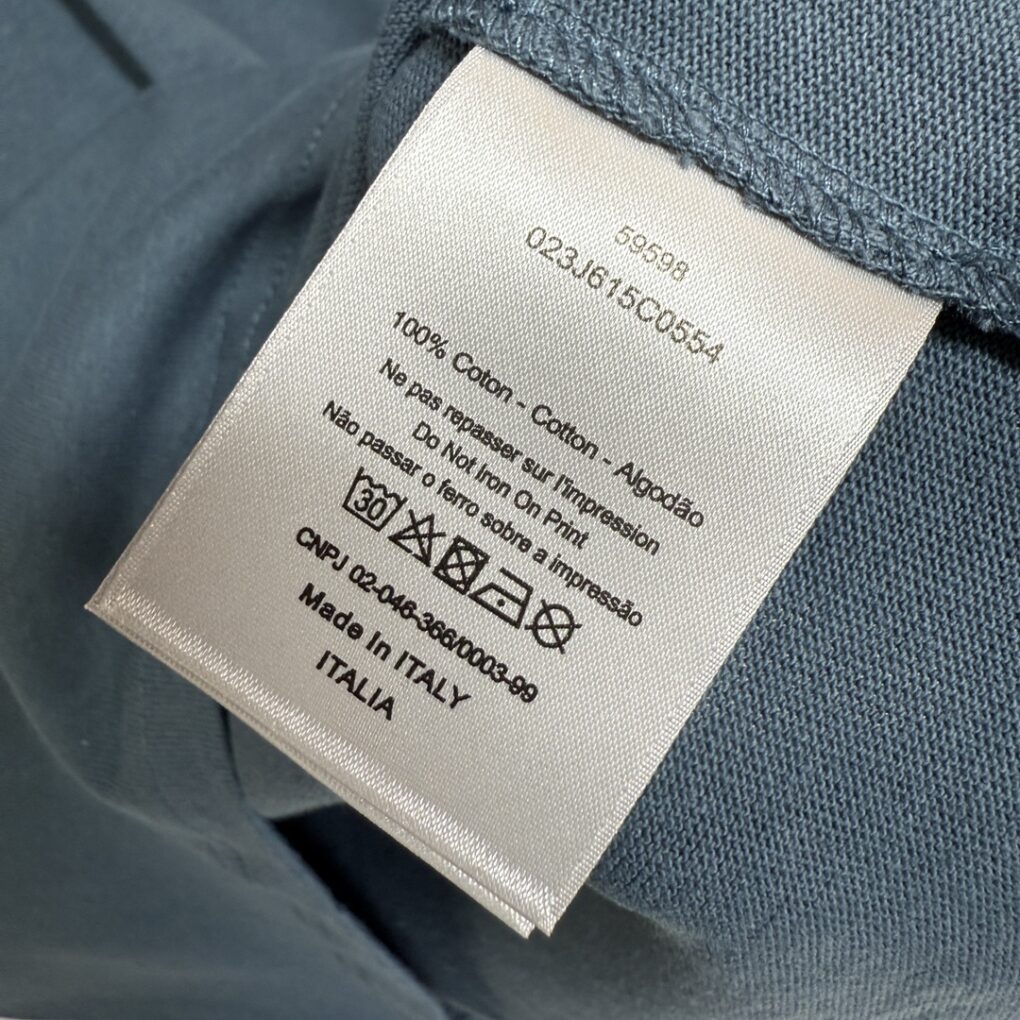 59598
023J615C0554
100% Coton - Cotton - Algodão
Ne pas repasser sur l'impression
Do Not Iron On Print
Não passar o ferro sobre a impressão
30
CNPJ 02-046-366/0003-99
Made In ITALY
ITALIA